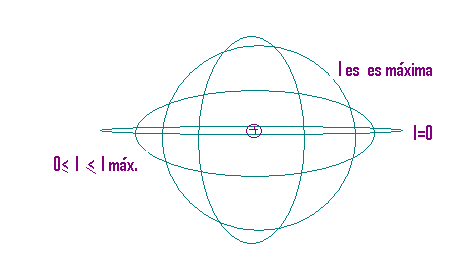 l es es máxima
l=0
0≤ l ≤ l máx.
+